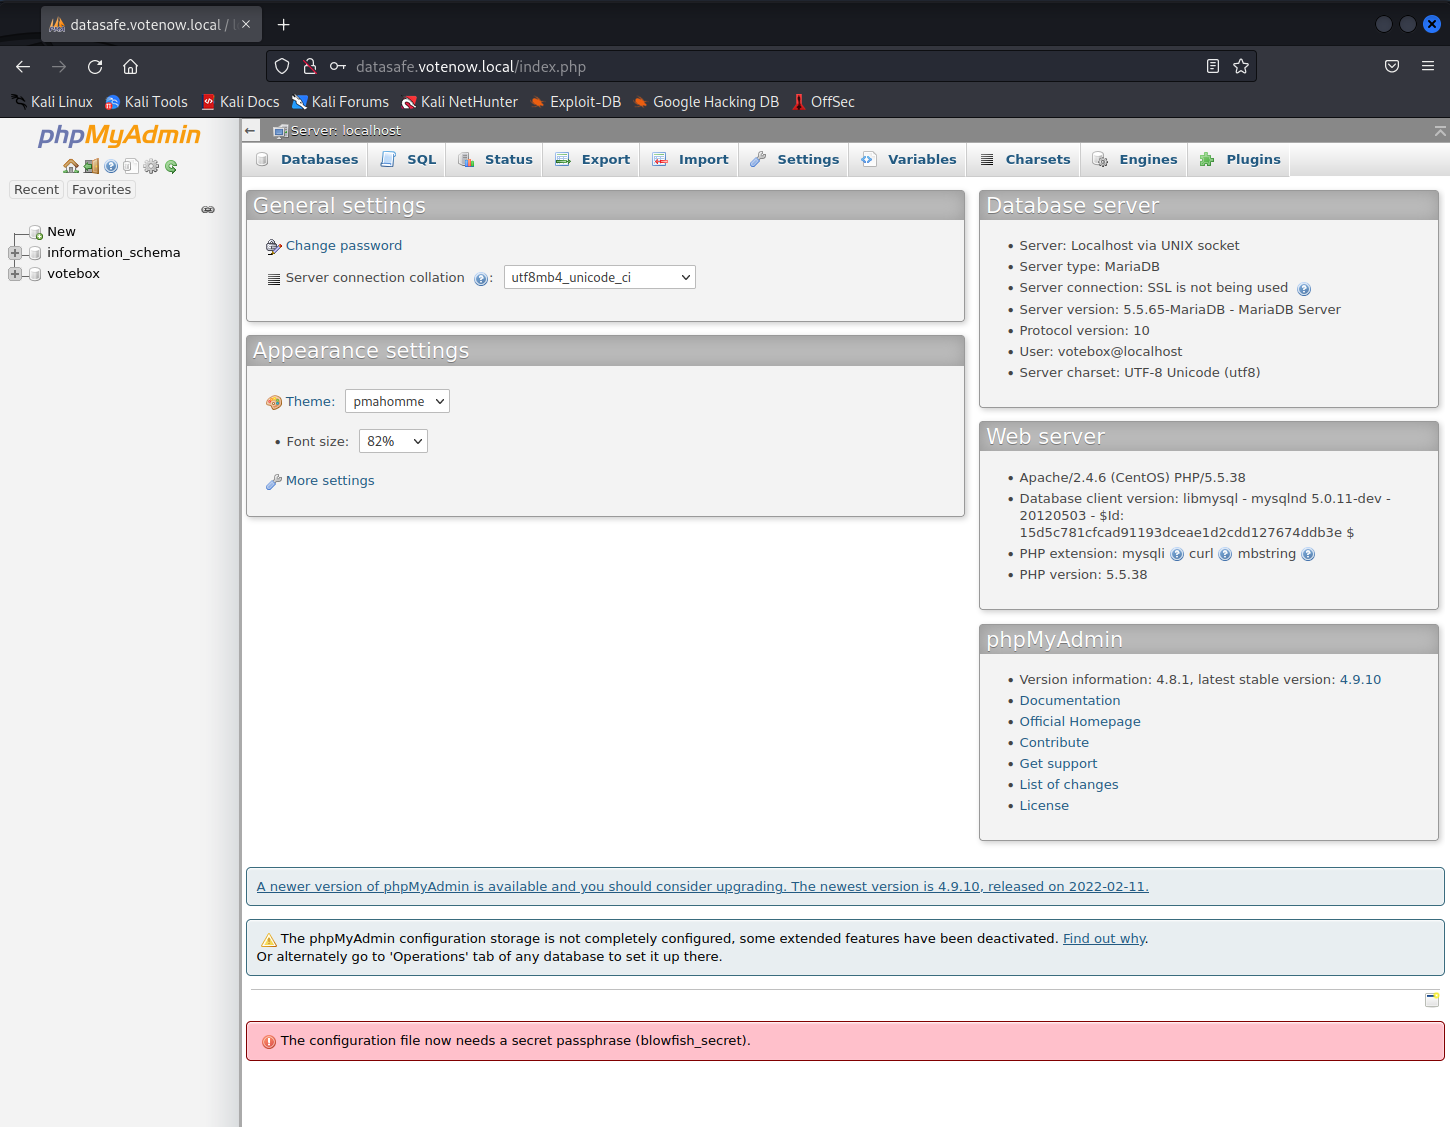 datasafe.votenow.local / l
datasafe.votenow.local/index.php
Kali Linux Kali Tools Kali Docs Kali Forums Kali NetHunter Exploit-DB Google Hacking DB OffSec
phpMyAdmin
Recent Favorites
New
information_schema
votebox
Server: localhost
Databases SQL Status Export Import Settings Variables Charsets Engines Plugins
General settings
Change password
Server connection collation : utf8mb4_unicode_ci
Appearance settings
Theme: pmahomme
• Font size: 82%
More settings
Database server
• Server: Localhost via UNIX socket
• Server type: MariaDB
• Server connection: SSL is not being used
• Server version: 5.5.65-MariaDB - MariaDB Server
• Protocol version: 10
• User: votebox@localhost
• Server charset: UTF-8 Unicode (utf8)
Web server
• Apache/2.4.6 (CentOS) PHP/5.5.38
• Database client version: libmysql - mysqlnd 5.0.11-dev -
20120503 - $Id:
15d5c781cfcad91193dceae1d2cdd127674ddb3e $
• PHP extension: mysqli curl mbstring
• PHP version: 5.5.38
phpMyAdmin
• Version information: 4.8.1, latest stable version: 4.9.10
• Documentation
• Official Homepage
• Contribute
• Get support
• List of changes
• License
A newer version of phpMyAdmin is available and you should consider upgrading. The newest version is 4.9.10, released on 2022-02-11.
The phpMyAdmin configuration storage is not completely configured, some extended features have been deactivated. Find out why.
Or alternately go to 'Operations' tab of any database to set it up there.
The configuration file now needs a secret passphrase (blowfish_secret).